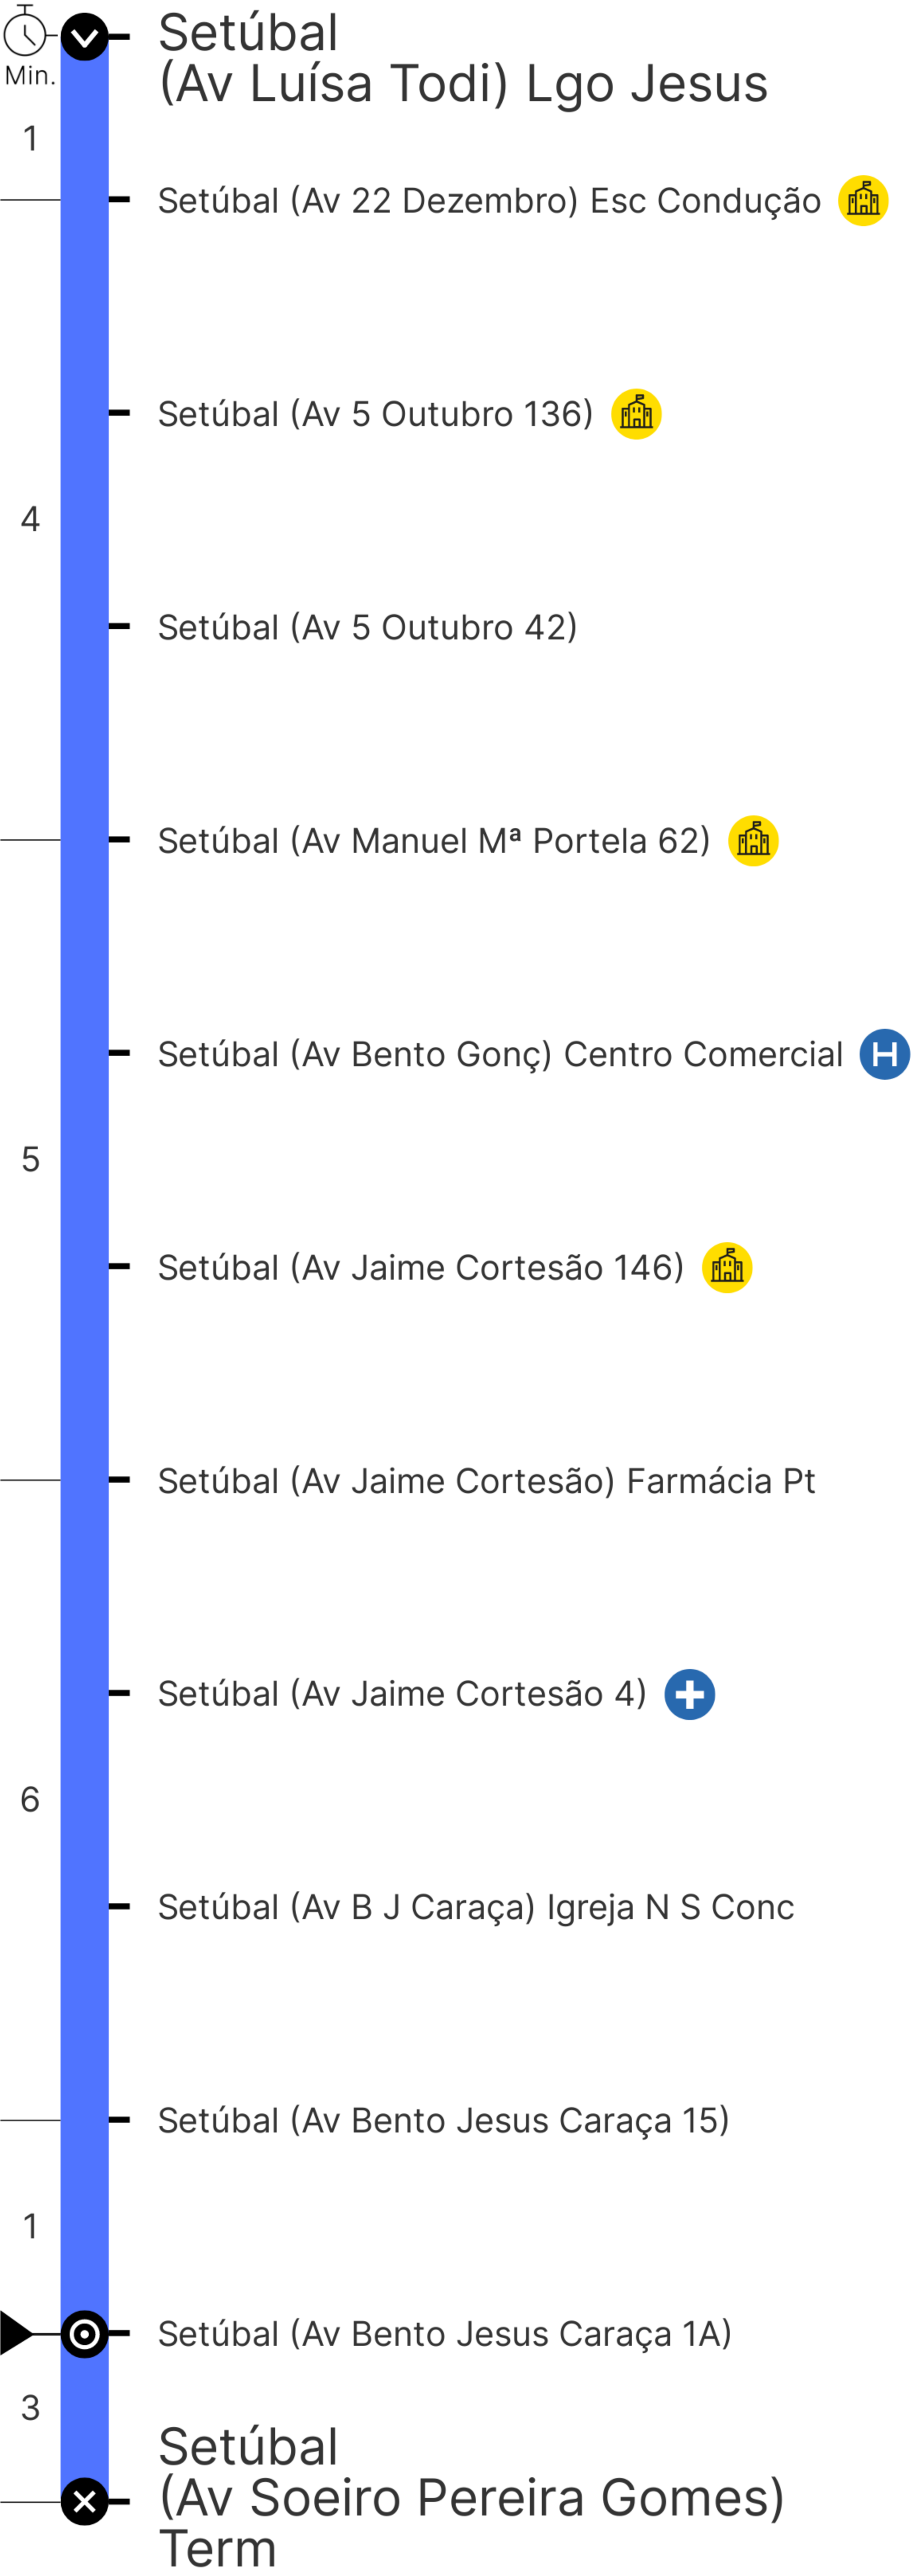 Setúbal
(Av Luísa Todi) Lgo Jesus
Min.
1
Setúbal (Av 22 Dezembro) Esc Condução
Setúbal (Av 5 Outubro 136)
4
Setúbal (Av 5 Outubro 42)
Setúbal (Av Manuel Mª Portela 62)
Setúbal (Av Bento Gonç) Centro Comercial H
5
Setúbal (Av Jaime Cortesão 146)
Setúbal (Av Jaime Cortesão) Farmácia Pt
Setúbal (Av Jaime Cortesão 4)
6
Setúbal (Av B J Caraça) Igreja N S Conc
Setúbal (Av Bento Jesus Caraça 15)
1
Setúbal (Av Bento Jesus Caraça 1A)
3
Setúbal
(Av Soeiro Pereira Gomes)
Term